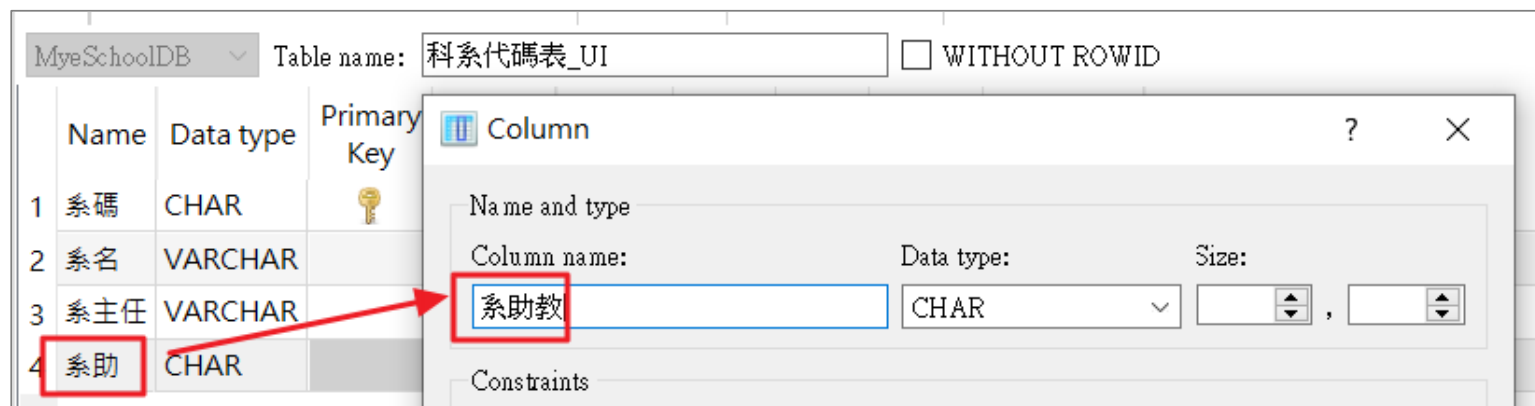 MyeSchoolDB Table name: 科系代碼表_UI WITHOUT ROWID
Name Data type Primary Key
1 系碼 CHAR
2 系名 VARCHAR
3 系主任 VARCHAR
4 系助 CHAR
Column ?
Name and type
Column name: Data type: Size:
系助教 CHAR ,
Constraints